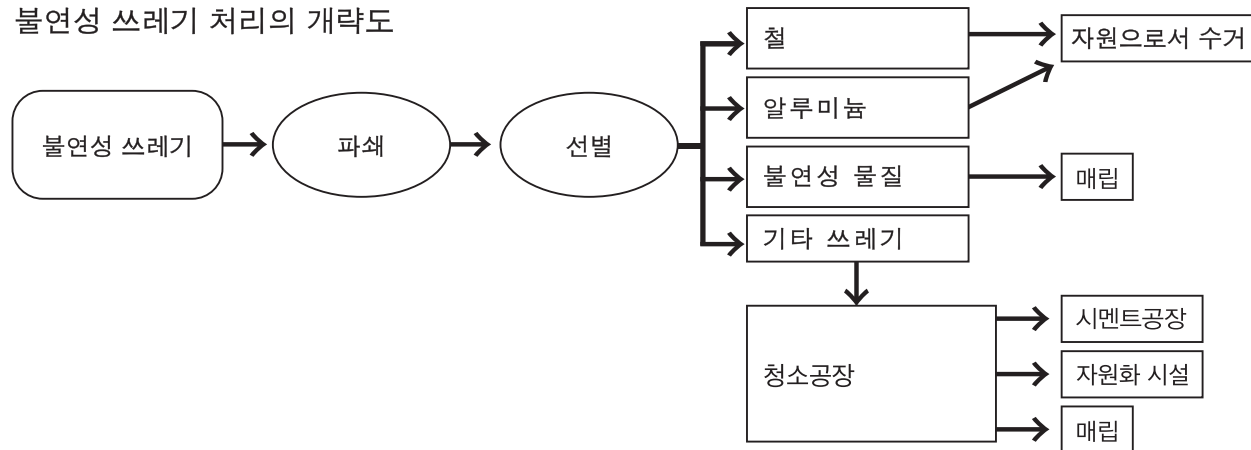 불연성 쓰레기 처리의 개략도
불연성 쓰레기
파쇄
선별
철
알루미늄
불연성 물질
기타 쓰레기
자원으로서 수거
매립
청소공장
시멘트공장
자원화 시설
매립